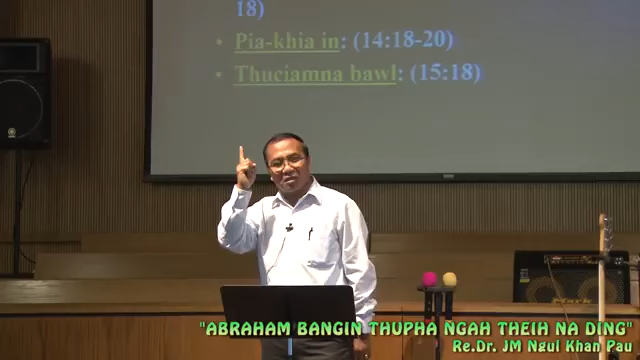 18)
• Pia-khia in: (14:18-20)
• Thuciamna bawl: (15:18)
"ABRAHAM BANGIN THUPHA NGAH THEIH NA DING"
Re.Dr. JM Ngul Khan Pau